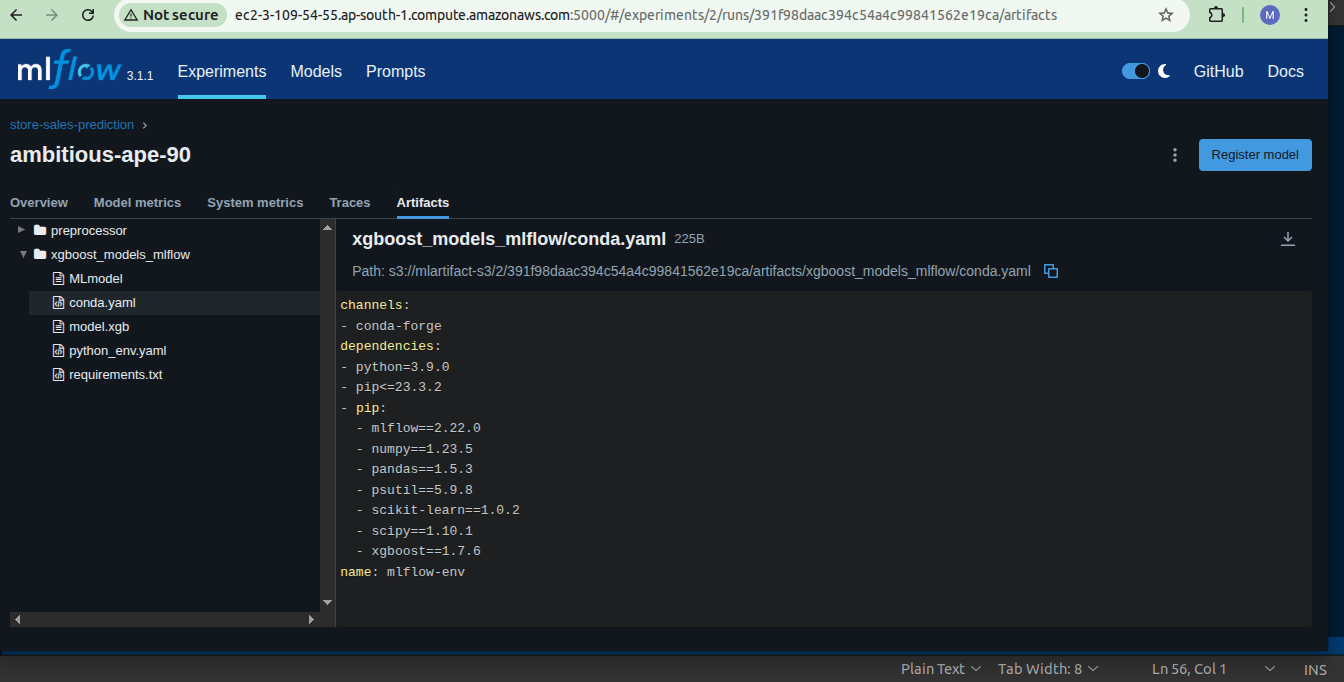 Not secure ec2-3-109-54-55.ap-south-1.compute.amazonaws.com:5000/#/experiments/2/runs/391f98daac394c54a4c99841562e19ca/artifacts M
mlflow 3.1.1 Experiments Models Prompts GitHub Docs
store-sales-prediction ›
ambitious-ape-90 Register model
Overview Model metrics System metrics Traces Artifacts
preprocessor
xgboost_models_mlflow
MLmodel
conda.yaml
model.xgb
python_env.yaml
requirements.txt
xgboost_models_mlflow/conda.yaml 225B
Path: s3://mlartifact-s3/2/391f98daac394c54a4c99841562e19ca/artifacts/xgboost_models_mlflow/conda.yaml
channels:
- conda-forge
dependencies:
- python=3.9.0
- pip<=23.3.2
- pip:
  - mlflow==2.22.0
  - numpy==1.23.5
  - pandas==1.5.3
  - psutil==5.9.8
  - scikit-learn==1.0.2
  - scipy==1.10.1
  - xgboost==1.7.6
name: mlflow-env
Plain Text Tab Width: 8 Ln 56, Col 1 INS